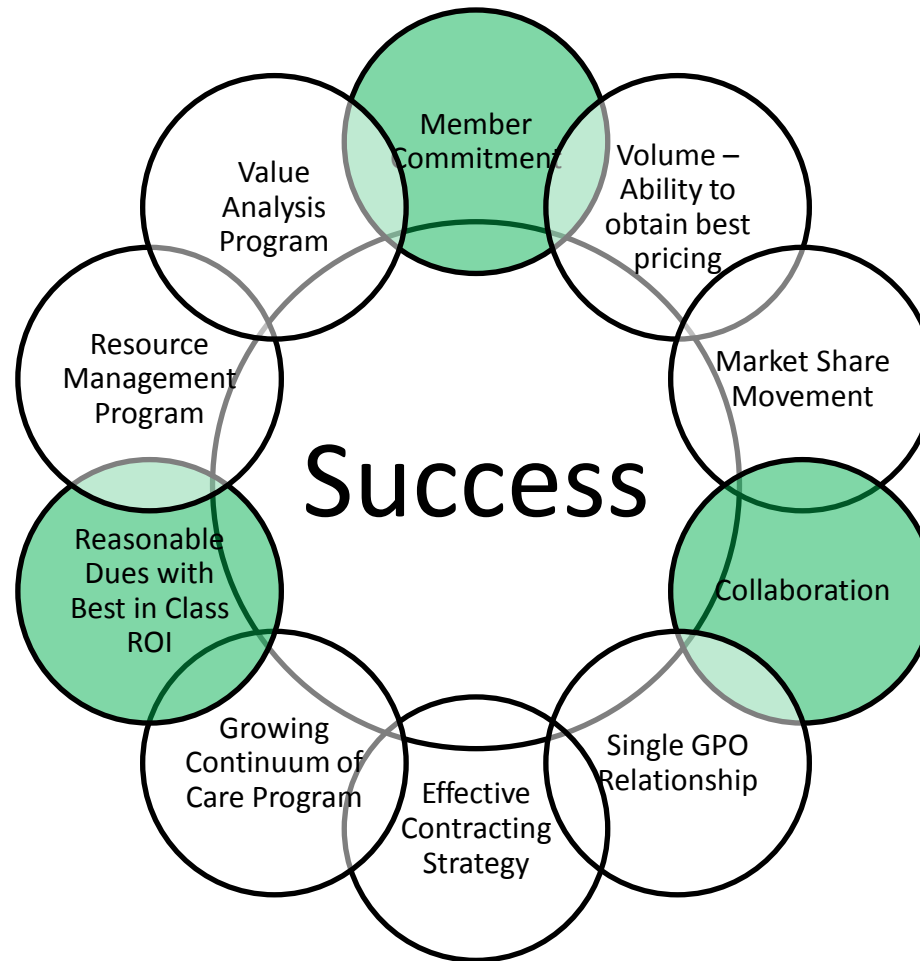 Member
Commitment
Volume –
Ability to
obtain best
pricing
Market Share
Movement
Collaboration
Single GPO
Relationship
Effective
Contracting
Strategy
Growing
Continuum of
Care Program
Reasonable
Dues with
Best in Class
ROI
Resource
Management
Program
Value
Analysis
Program
Success